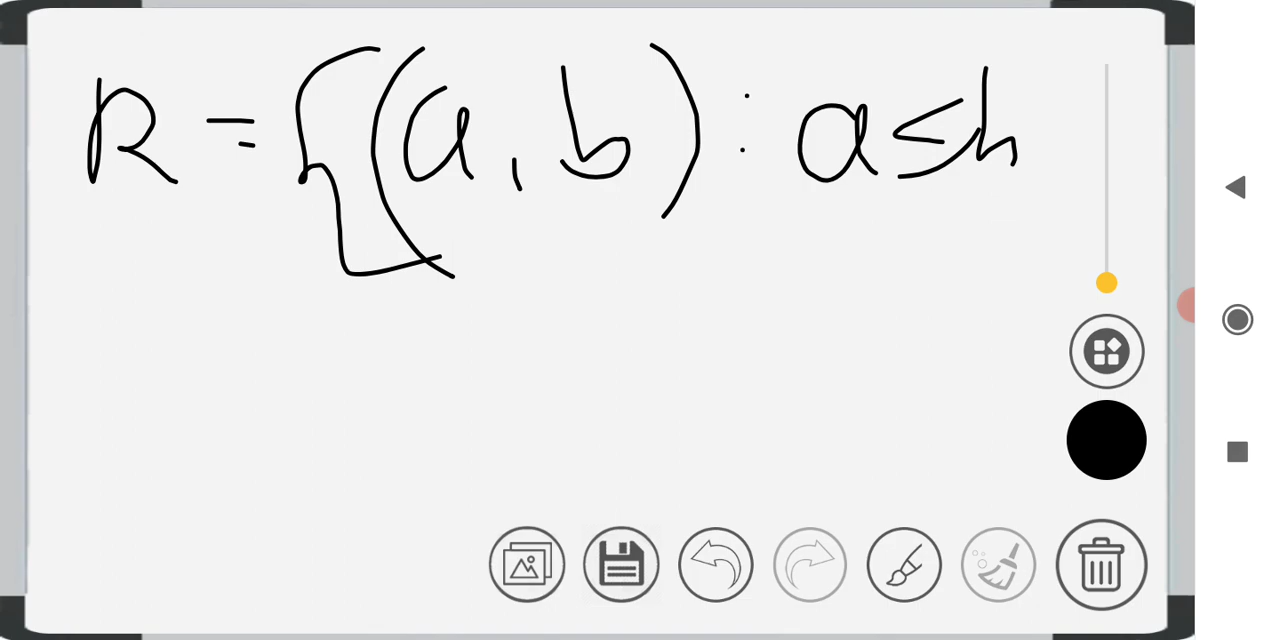 R = {(a, b) : a ≤ b